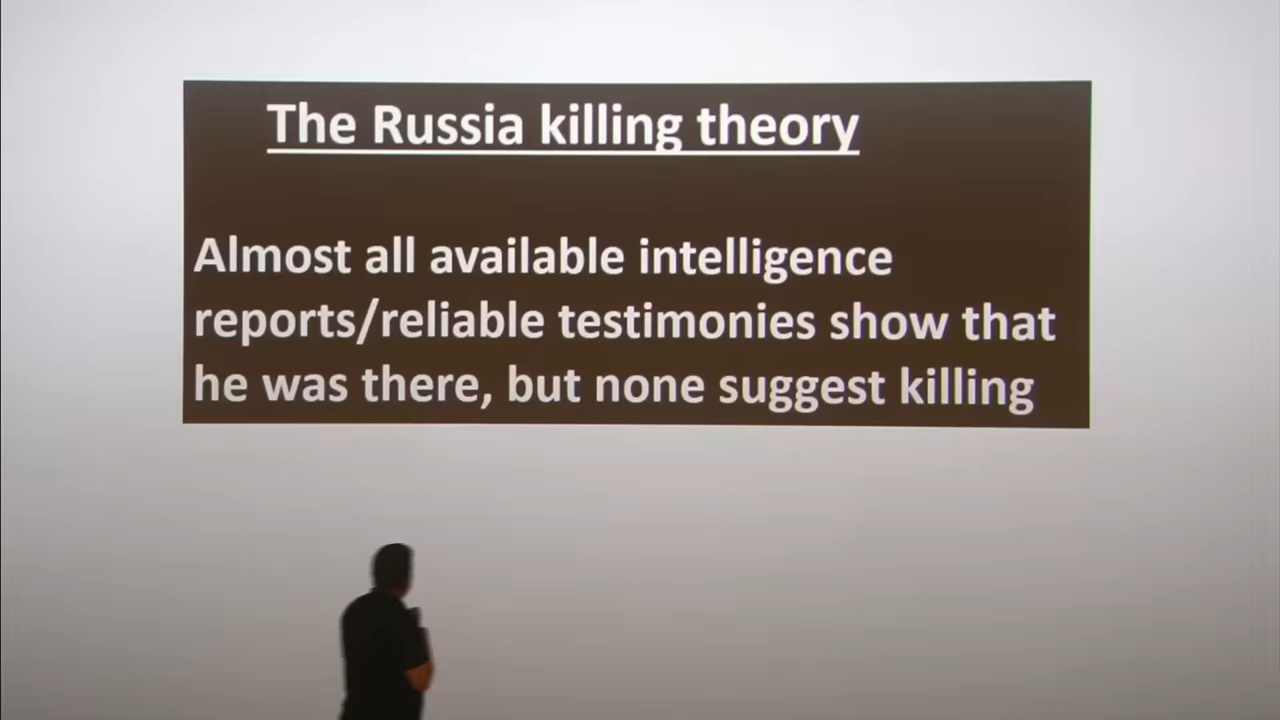 The Russia killing theory
Almost all available intelligence
reports/reliable testimonies show that
he was there, but none suggest killing